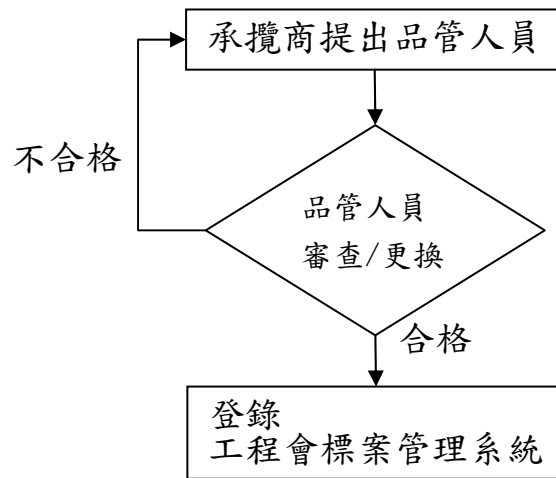 承攬商提出品管人員
不合格
品管人員
審查/更換
合格
登錄
工程會標案管理系統